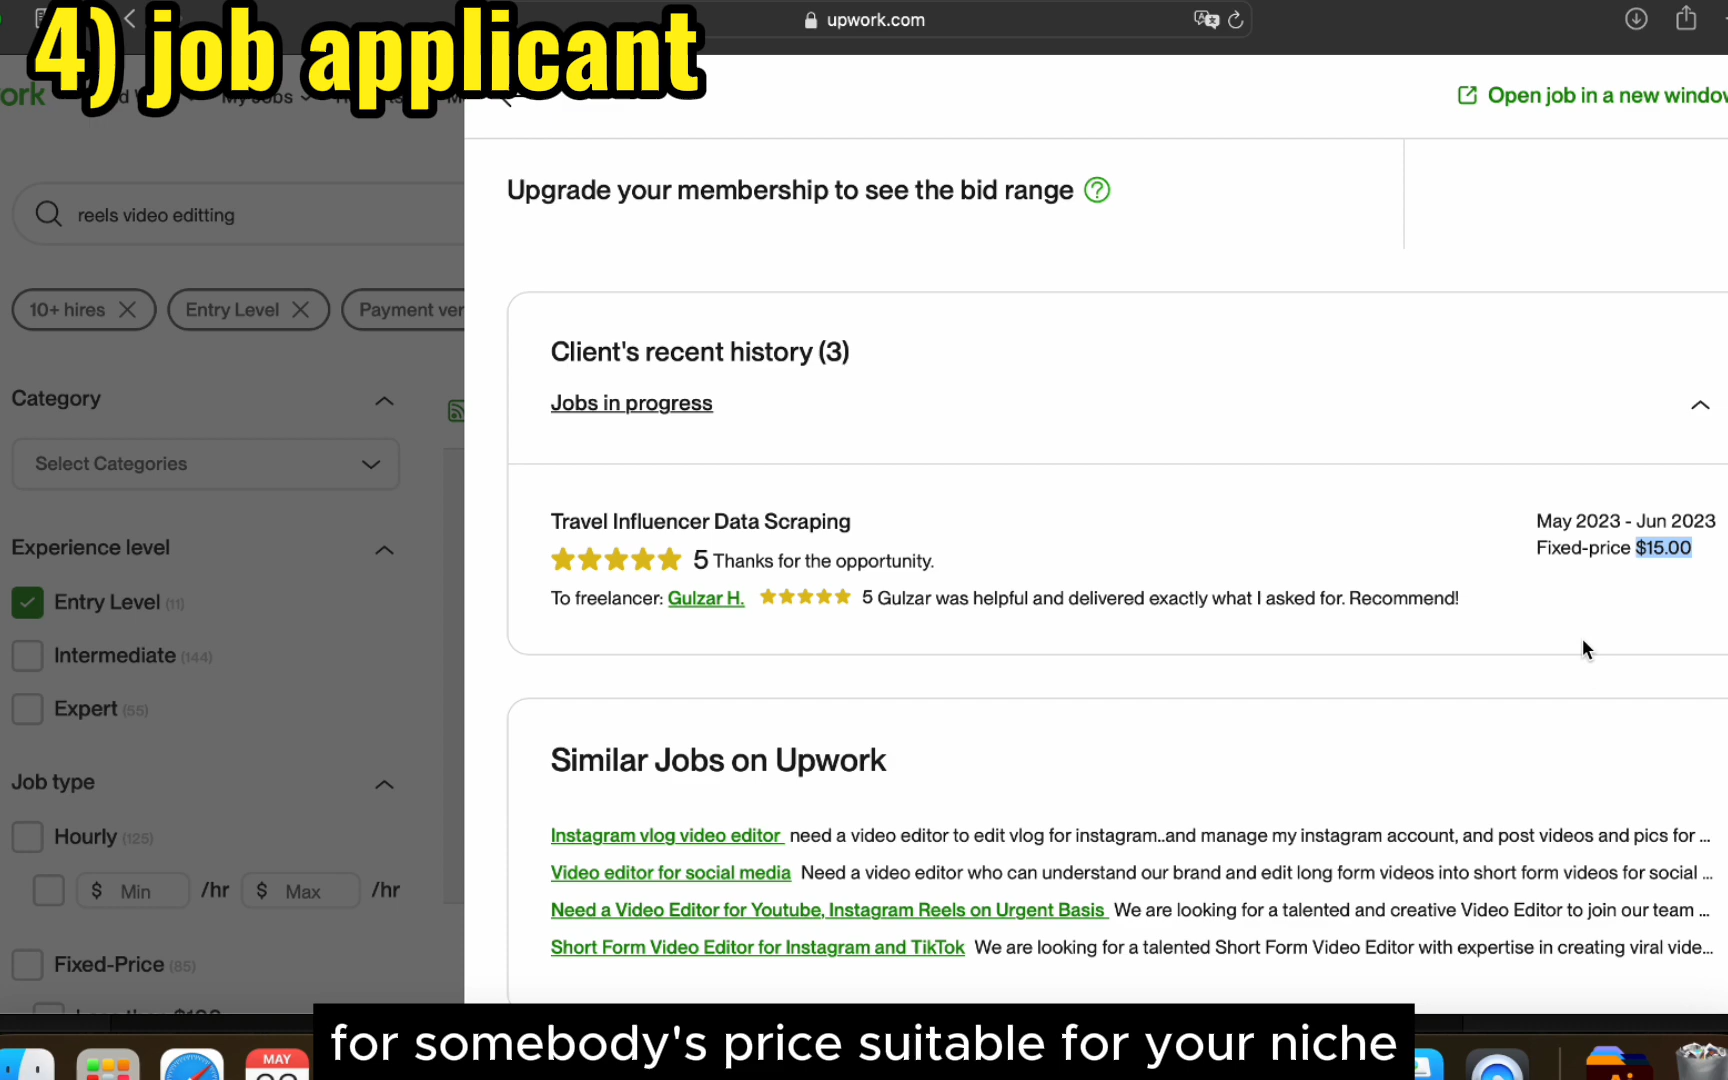 4) job applicant
upwork.com
ork
My Jobs
Open job in a new window
reels video editting
Upgrade your membership to see the bid range
10+ hires
Entry Level
Payment ver
Client's recent history (3)
Jobs in progress
Category
Select Categories
Travel Influencer Data Scraping
May 2023 - Jun 2023
5 Thanks for the opportunity.
Fixed-price $15.00
To freelancer: Gulzar H. 5 Gulzar was helpful and delivered exactly what I asked for. Recommend!
Experience level
Entry Level (11)
Intermediate (144)
Expert (55)
Similar Jobs on Upwork
Job type
Hourly (125)
$ Min /hr $ Max /hr
Instagram vlog video editor need a video editor to edit vlog for instagram..and manage my instagram account, and post videos and pics for ...
Video editor for social media Need a video editor who can understand our brand and edit long form videos into short form videos for social ...
Need a Video Editor for Youtube, Instagram Reels on Urgent Basis We are looking for a talented and creative Video Editor to join our team ...
Short Form Video Editor for Instagram and TikTok We are looking for a talented Short Form Video Editor with expertise in creating viral vide...
Fixed-Price (85)
for somebody's price suitable for your niche
MAY